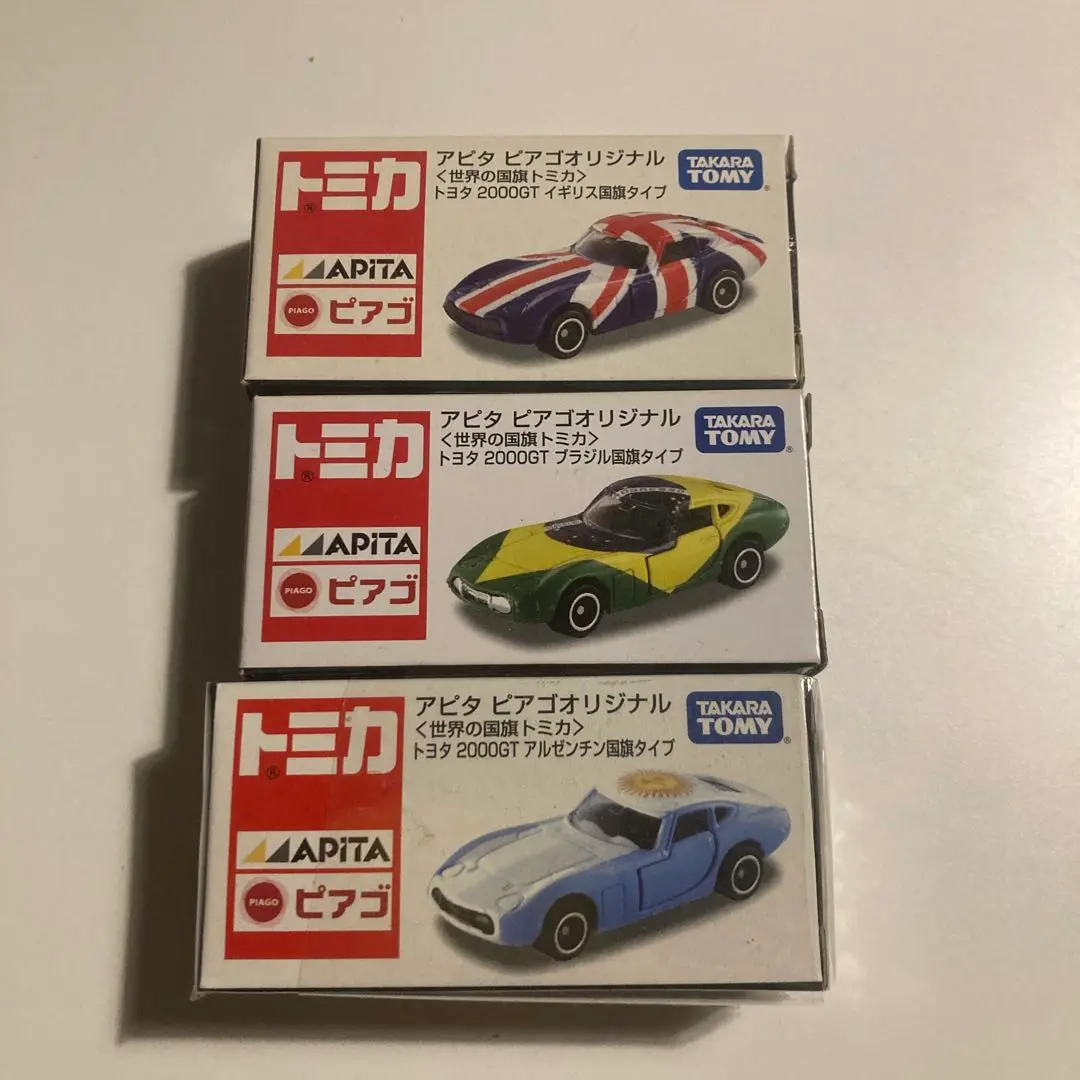 トミカ®
アピタ ピアゴオリジナル
<世界の国旗トミカ>
トヨタ 2000GT イギリス国旗タイプ
TAKARA
TOMY®
APiTA
PIAGO ピアゴ
トミカ®
アピタ ピアゴオリジナル
<世界の国旗トミカ>
トヨタ 2000GT ブラジル国旗タイプ
TAKARA
TOMY®
APiTA
PIAGO ピアゴ
トミカ®
アピタ ピアゴオリジナル
<世界の国旗トミカ>
トヨタ 2000GT アルゼンチン国旗タイプ
TAKARA
TOMY®
APiTA
PIAGO ピアゴ